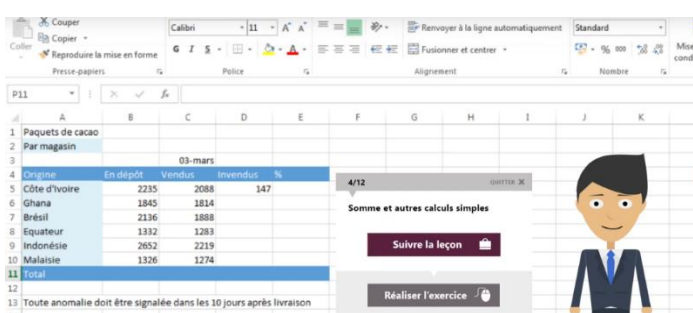 Couper
Calibri 11 A A Renvoyer à la ligne automatiquement Standard
Coller Copier
Reproduire la mise en forme G I S A Fusionner et centrer % 000 Mise
cond
Presse-papiers Police Alignement Nombre
P11 fx
A B C D E F G H I J K
1 Paquets de cacao
2 Par magasin
3 03-mars
4 Origine En dépôt Vendus Invendus %
5 Côte d'Ivoire 2235 2088 147
6 Ghana 1845 1814
7 Brésil 2136 1888
8 Equateur 1332 1283
9 Indonésie 2652 2219
10 Malaisie 1326 1274
11 Total
12
13 Toute anomalie doit être signalée dans les 10 jours après livraison
4/12 QUITTER X
Somme et autres calculs simples
Suivre la leçon
Réaliser l'exercice